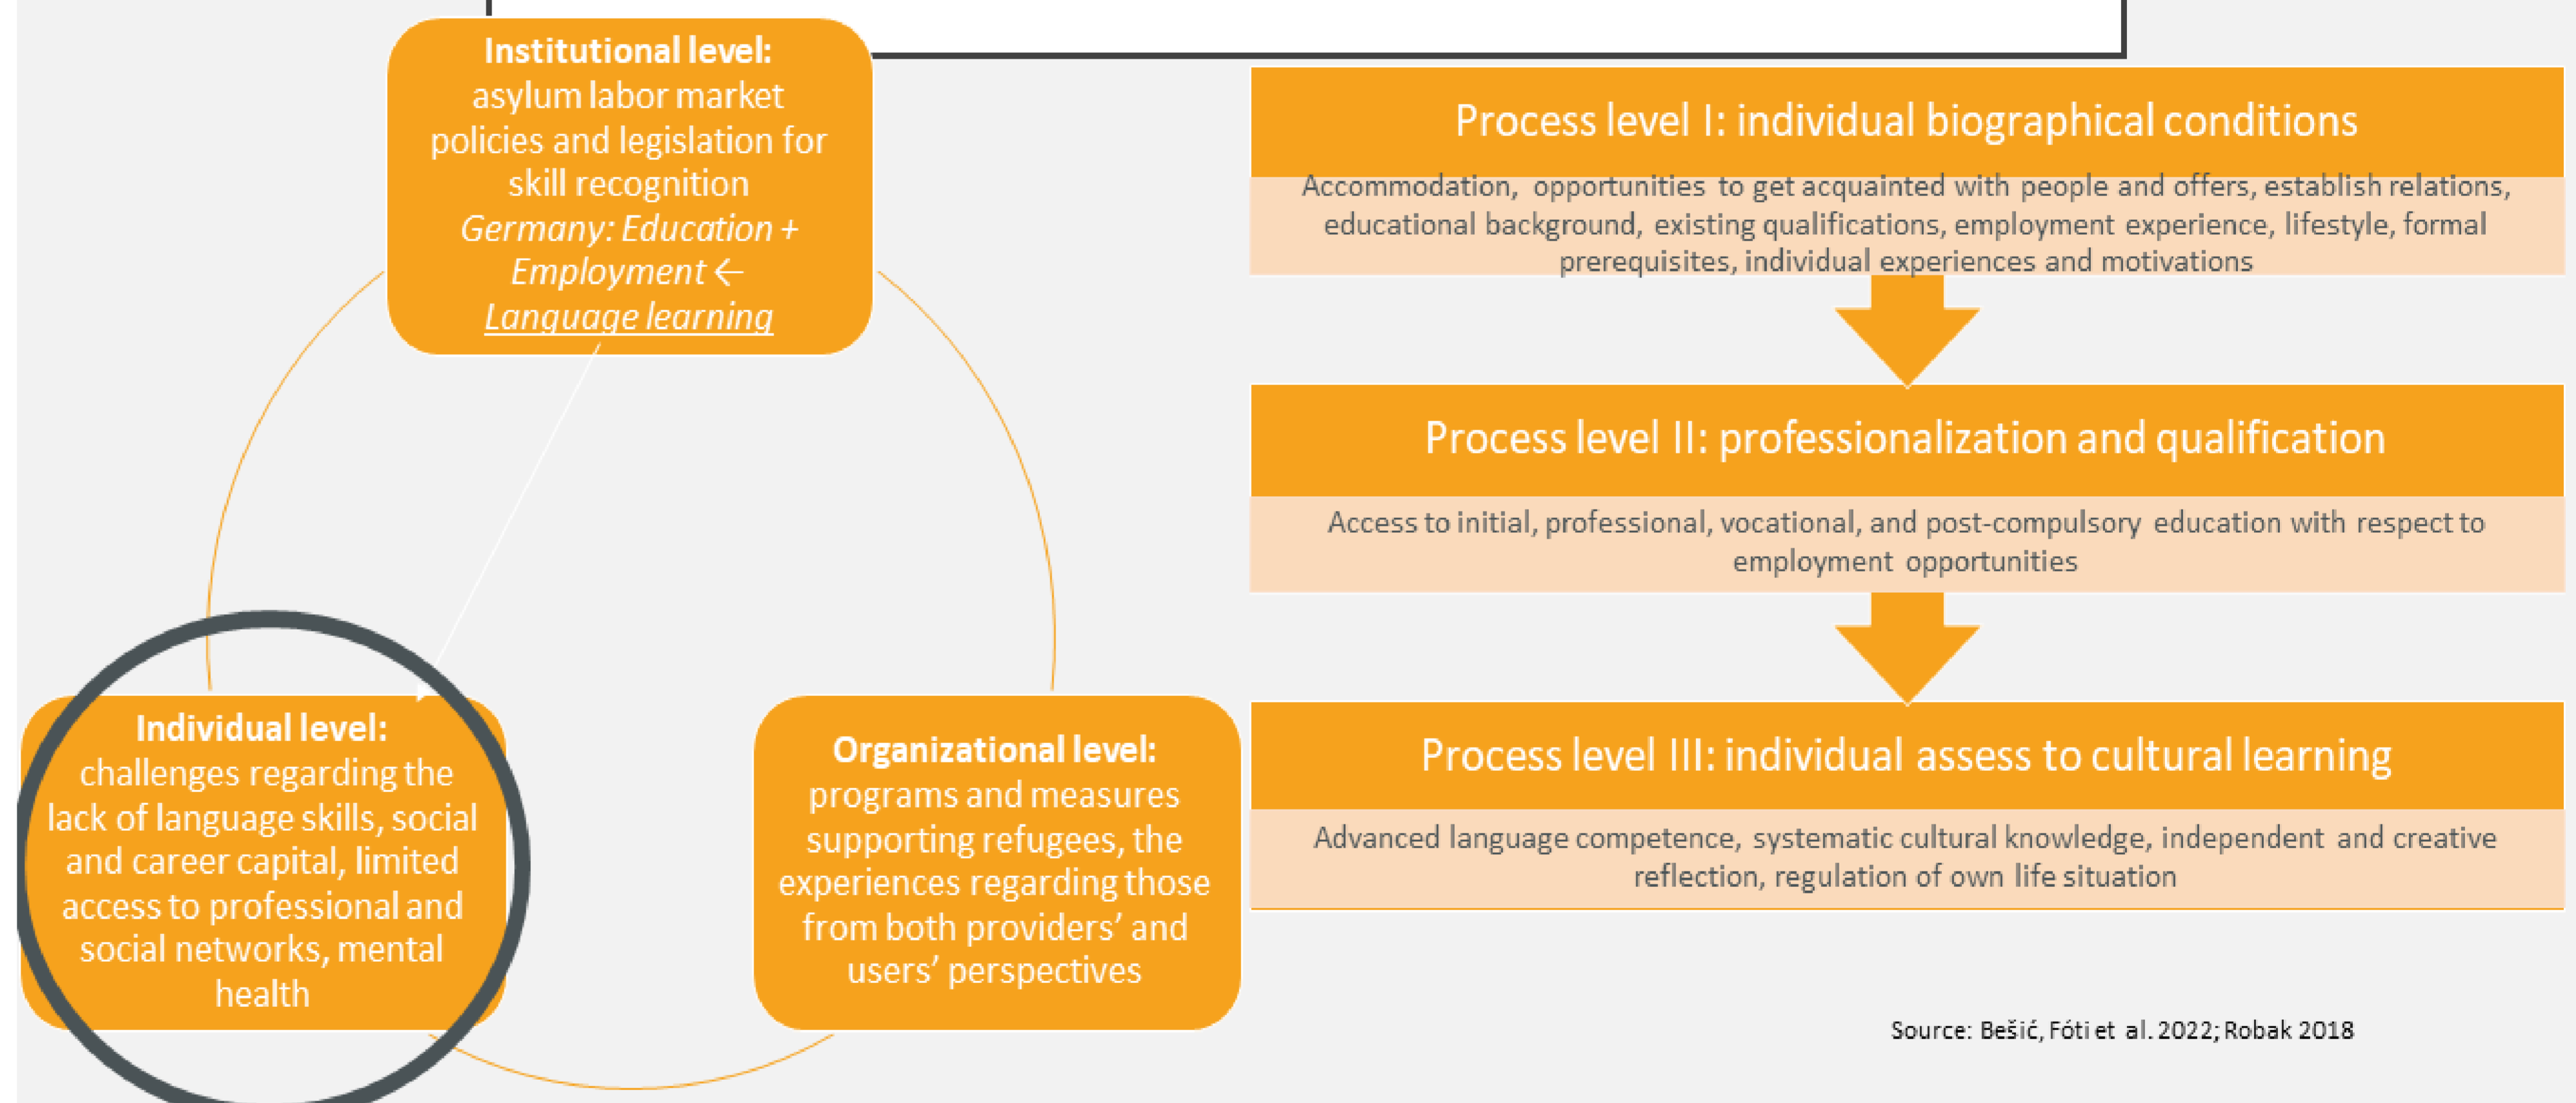 Institutional level:
asylum labor market
policies and legislation for
skill recognition
Germany: Education +
Employment ←
Language learning
Individual level:
challenges regarding the
lack of language skills, social
and career capital, limited
access to professional and
social networks, mental
health
Organizational level:
programs and measures
supporting refugees, the
experiences regarding those
from both providers’ and
users’ perspectives
Process level I: individual biographical conditions
Accommodation, opportunities to get acquainted with people and offers, establish relations,
educational background, existing qualifications, employment experience, lifestyle, formal
prerequisites, individual experiences and motivations
Process level II: professionalization and qualification
Access to initial, professional, vocational, and post-compulsory education with respect to
employment opportunities
Process level III: individual assess to cultural learning
Advanced language competence, systematic cultural knowledge, independent and creative
reflection, regulation of own life situation
Source: Bešić, Fóti et al. 2022; Robak 2018